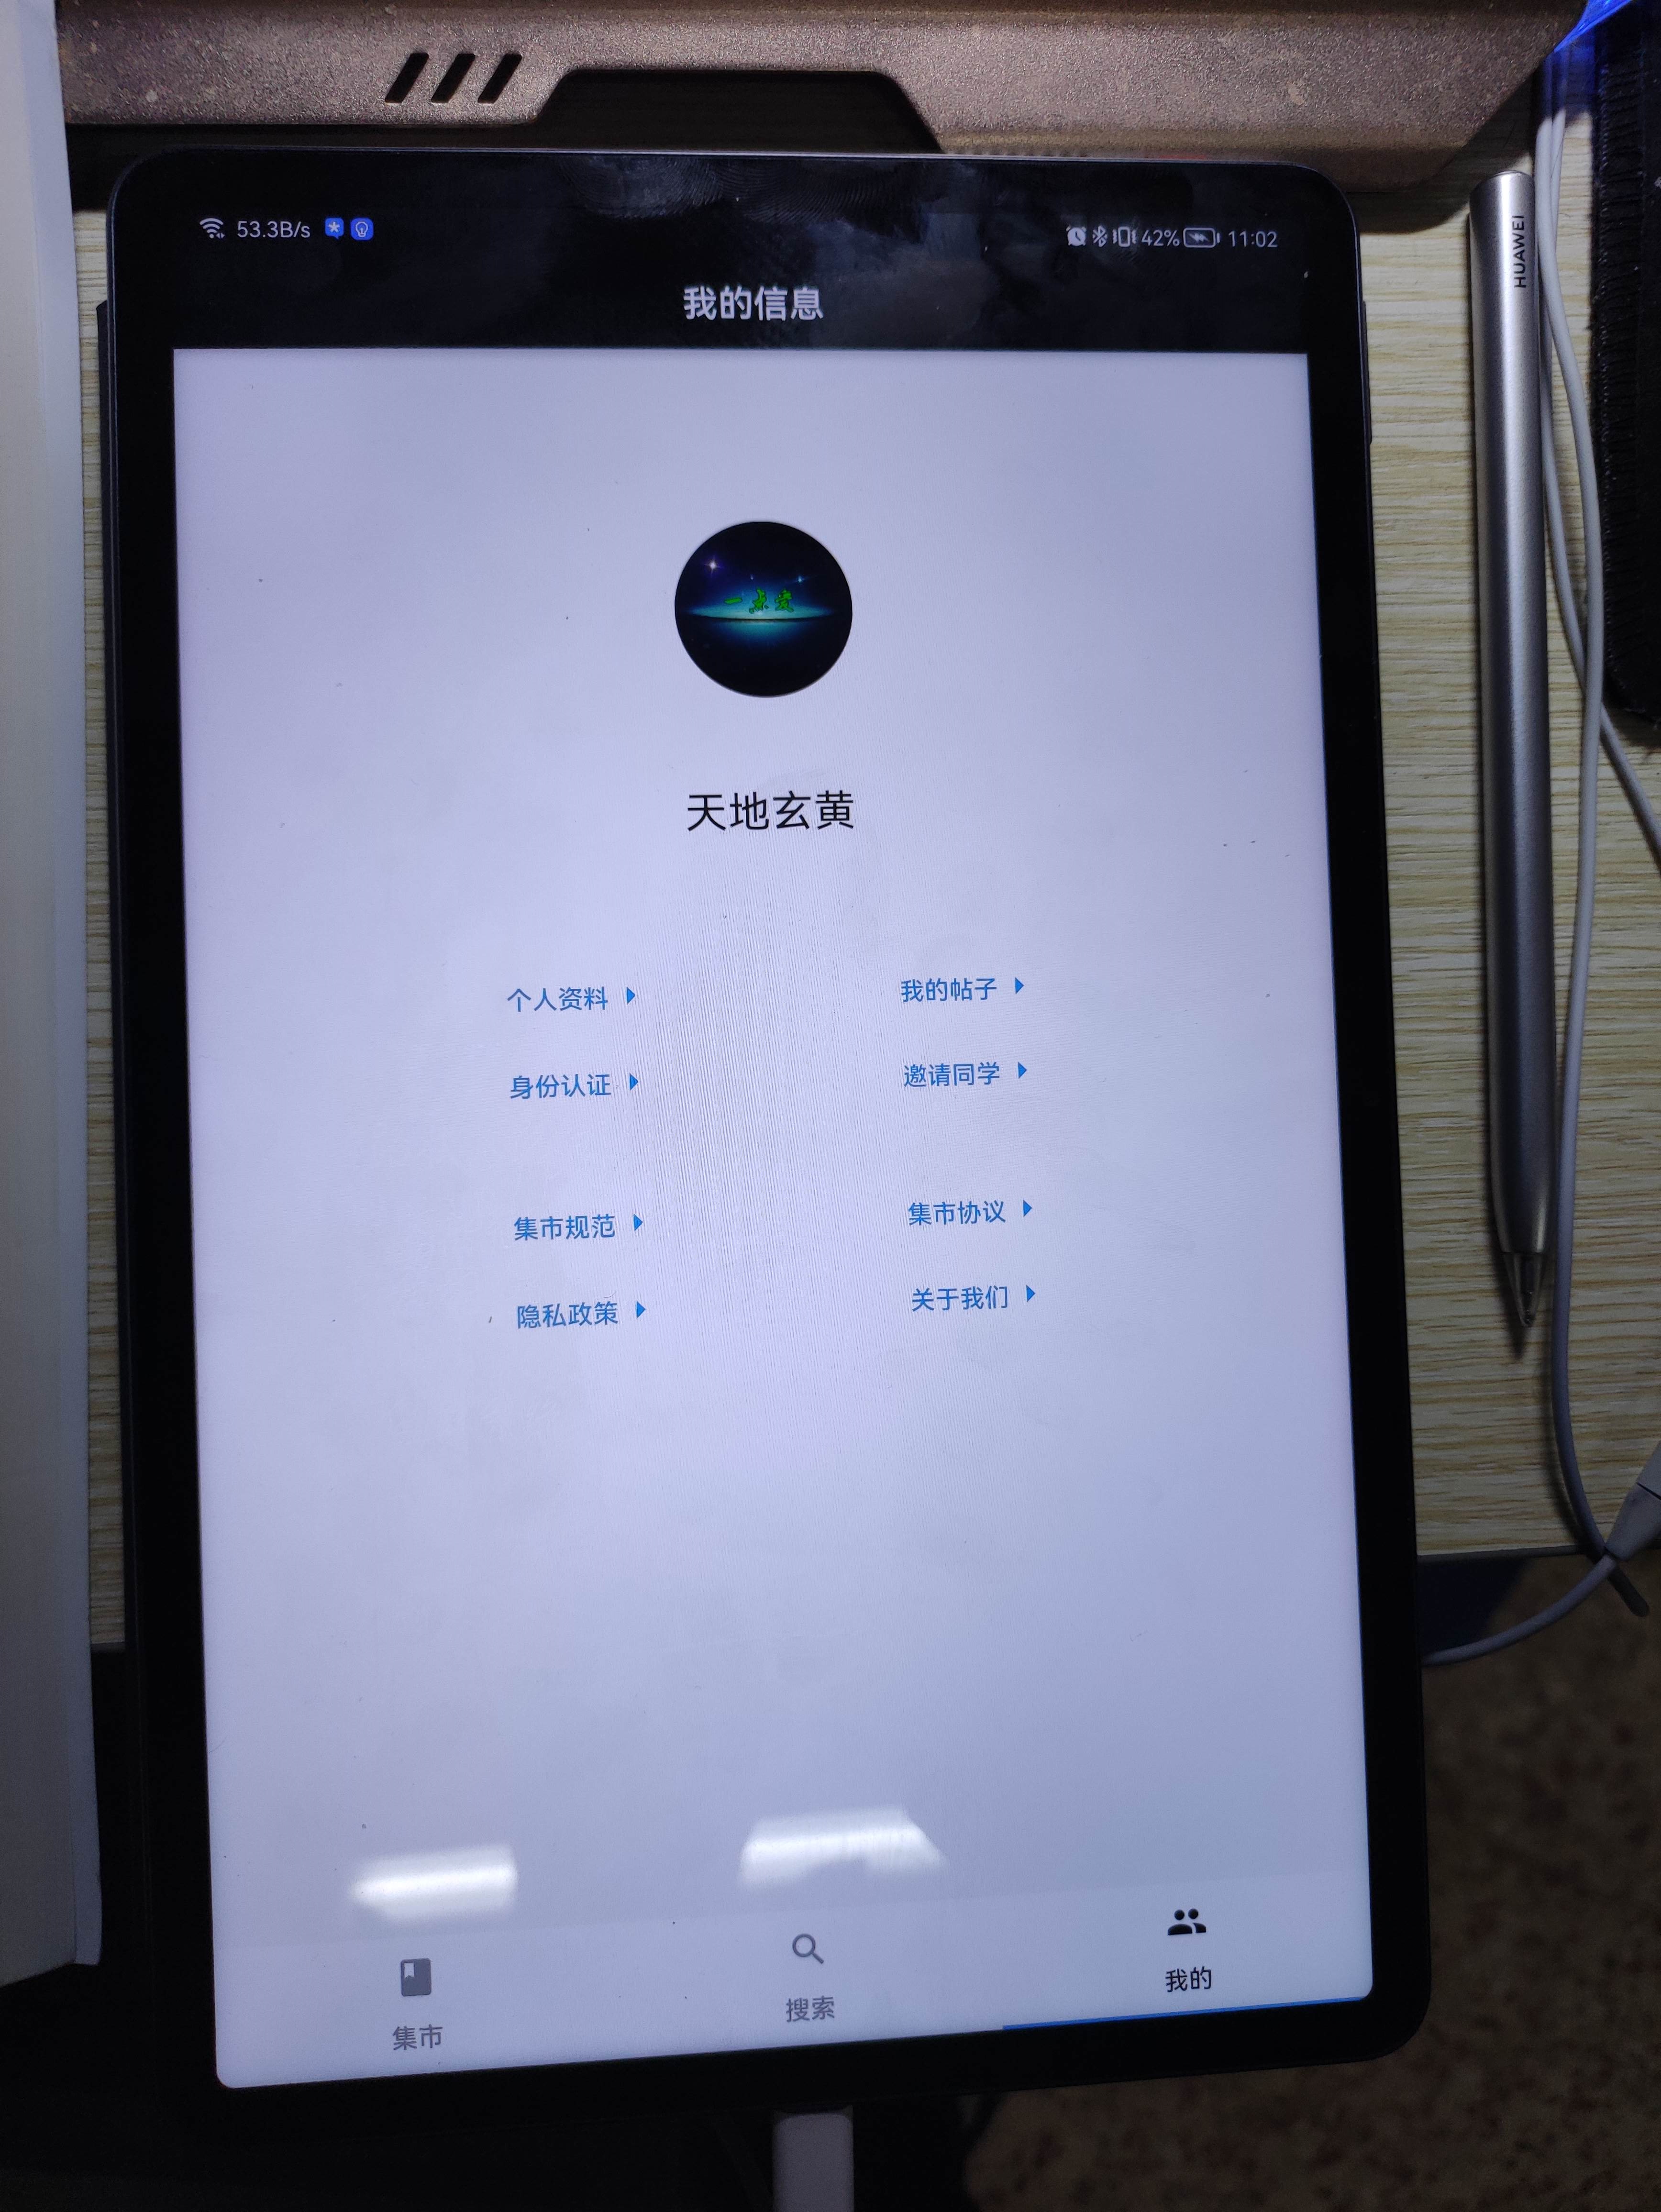 53.3B/s
42% 11:02
HUAWEI
我的信息
一点爱
天地玄黄
个人资料
我的帖子
身份认证
邀请同学
集市规范
集市协议
隐私政策
关于我们
集市
搜索
我的